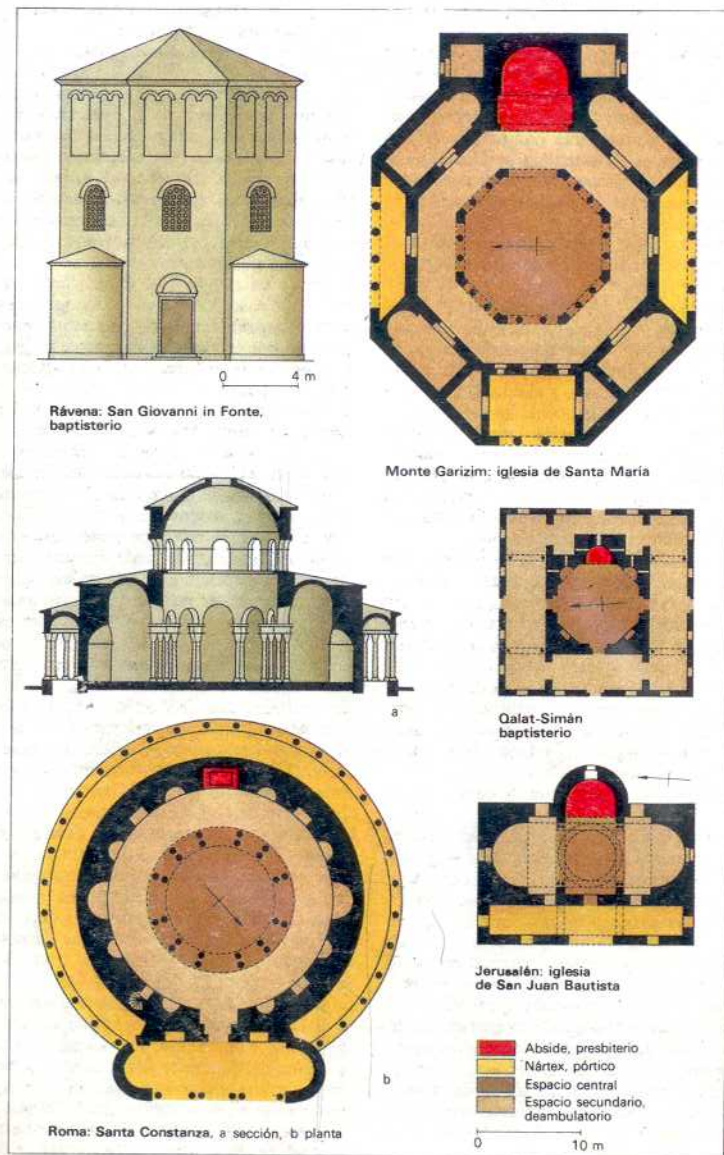 0 4 m
Rávena: San Giovanni in Fonte,
baptisterio
Monte Garizim: iglesia de Santa María
a
Qalat-Simán
baptisterio
Jerusalén: iglesia
de San Juan Bautista
b
Roma: Santa Constanza, a sección, b planta
Abside, presbiterio
Nártex, pórtico
Espacio central
Espacio secundario,
deambulatorio
0 10 m